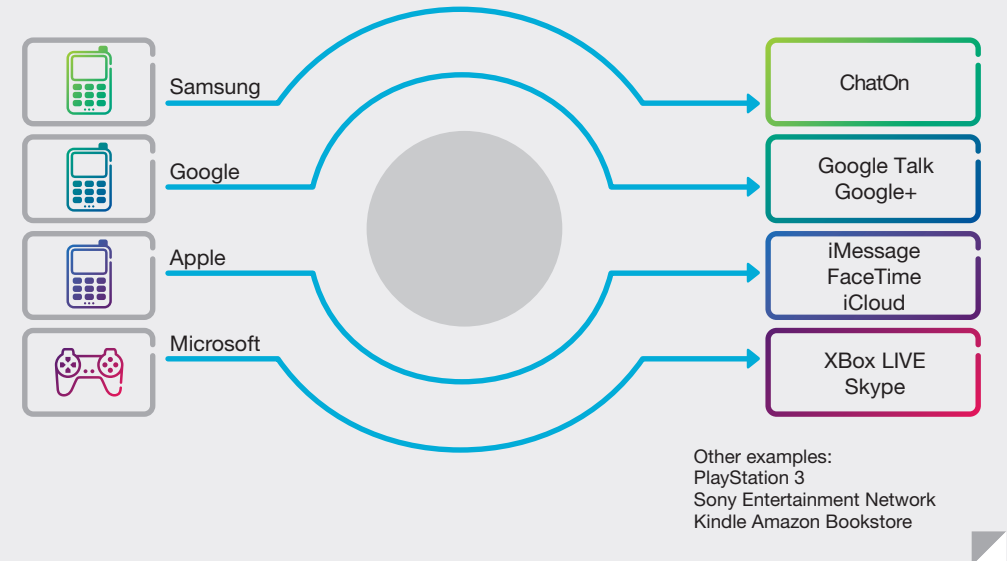 Samsung
ChatOn
Google
Google Talk
Google+
Apple
iMessage
FaceTime
iCloud
Microsoft
XBox LIVE
Skype
Other examples:
PlayStation 3
Sony Entertainment Network
Kindle Amazon Bookstore